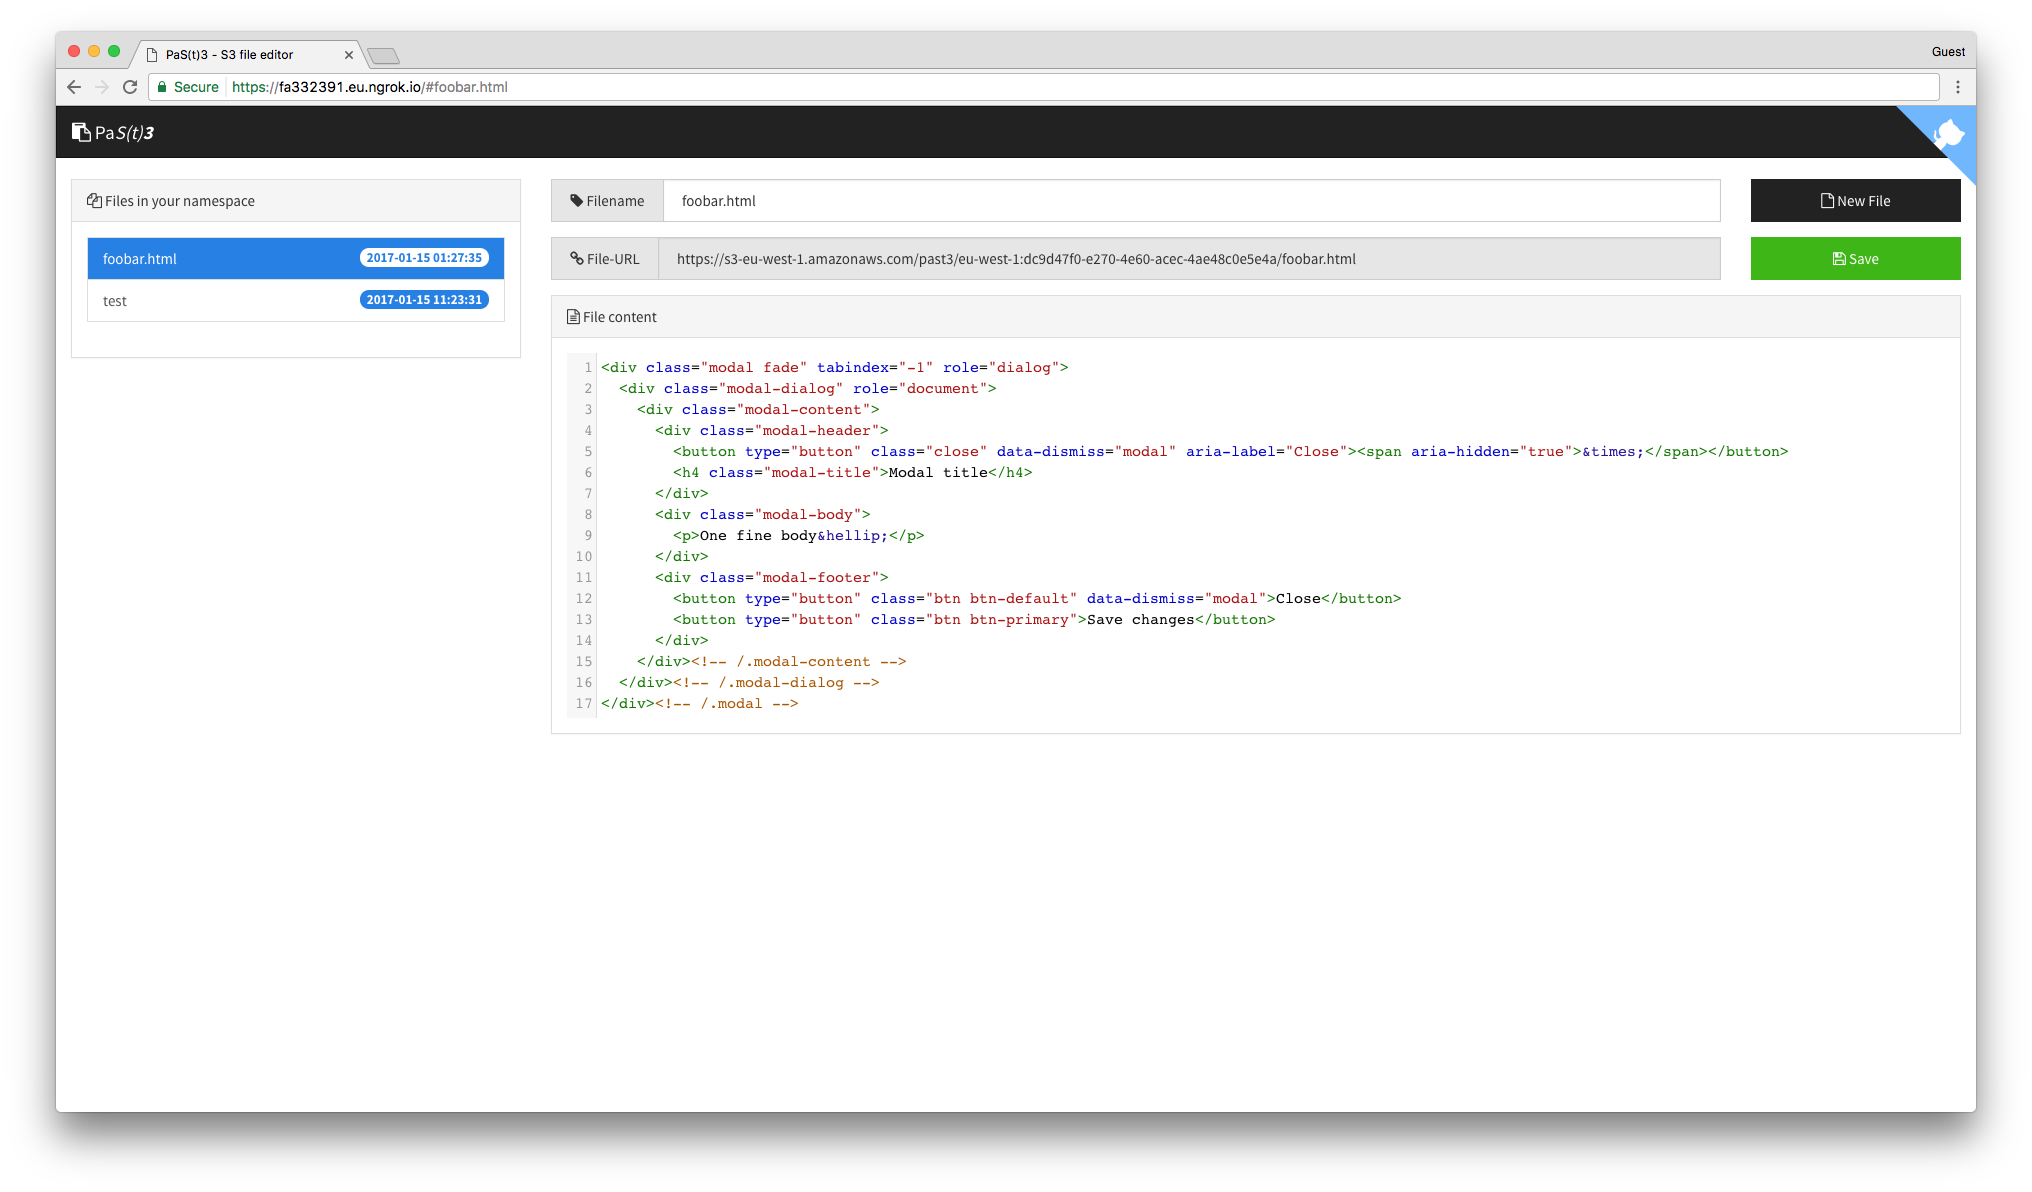 PaS(t)3 - S3 file editor
Guest
Secure https://fa332391.eu.ngrok.io/#foobar.html
PaS(t)3
Files in your namespace
foobar.html 2017-01-15 01:27:35
test 2017-01-15 11:23:31
Filename foobar.html
New File
File-URL https://s3-eu-west-1.amazonaws.com/past3/eu-west-1:dc9d47f0-e270-4e60-acec-4ae48c0e5e4a/foobar.html
Save
File content
1 <div class="modal fade" tabindex="-1" role="dialog">
2   <div class="modal-dialog" role="document">
3     <div class="modal-content">
4       <div class="modal-header">
5         <button type="button" class="close" data-dismiss="modal" aria-label="Close"><span aria-hidden="true">&times;</span></button>
6         <h4 class="modal-title">Modal title</h4>
7       </div>
8       <div class="modal-body">
9         <p>One fine body&hellip;</p>
10       </div>
11       <div class="modal-footer">
12         <button type="button" class="btn btn-default" data-dismiss="modal">Close</button>
13         <button type="button" class="btn btn-primary">Save changes</button>
14       </div>
15     </div><!-- /.modal-content -->
16   </div><!-- /.modal-dialog -->
17 </div><!-- /.modal -->